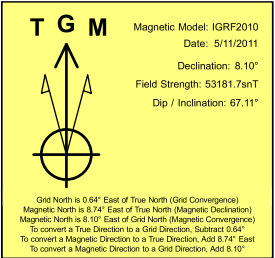 T G M
Magnetic Model: IGRF2010
Date: 5/11/2011
Declination: 8.10°
Field Strength: 53181.7snT
Dip / Inclination: 67.11°
Grid North is 0.64° East of True North (Grid Convergence)
Magnetic North is 8.74° East of True North (Magnetic Declination)
Magnetic North is 8.10° East of Grid North (Magnetic Convergence)
To convert a True Direction to a Grid Direction, Subtract 0.64°
To convert a Magnetic Direction to a True Direction, Add 8.74° East
To convert a Magnetic Direction to a Grid Direction, Add 8.10°